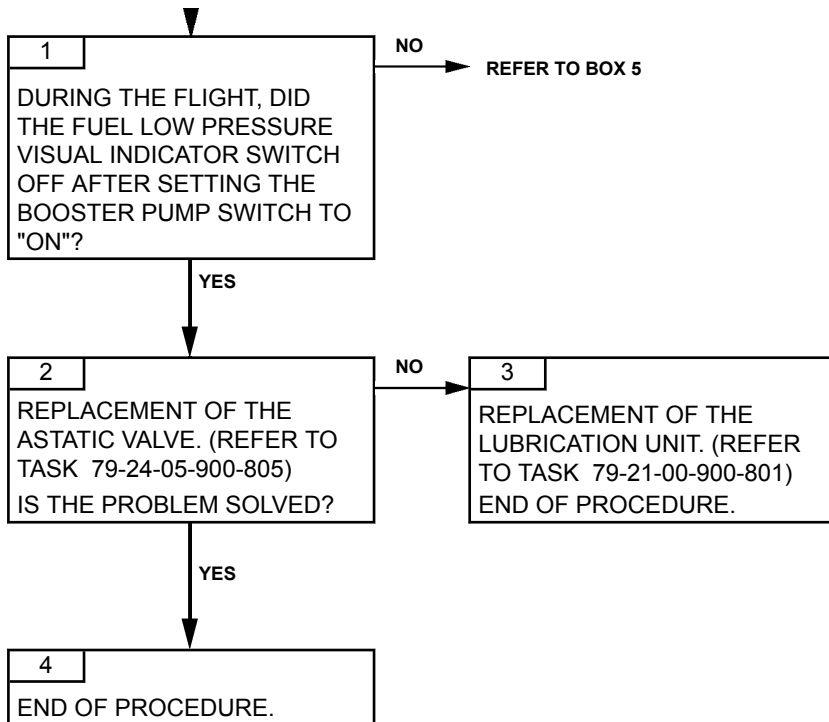 1
DURING THE FLIGHT, DID
THE FUEL LOW PRESSURE
VISUAL INDICATOR SWITCH
OFF AFTER SETTING THE
BOOSTER PUMP SWITCH TO
"ON"?
NO
REFER TO BOX 5
YES
2
REPLACEMENT OF THE
ASTATIC VALVE. (REFER TO
TASK 79-24-05-900-805)
IS THE PROBLEM SOLVED?
NO
3
REPLACEMENT OF THE
LUBRICATION UNIT. (REFER
TO TASK 79-21-00-900-801)
END OF PROCEDURE.
YES
4
END OF PROCEDURE.